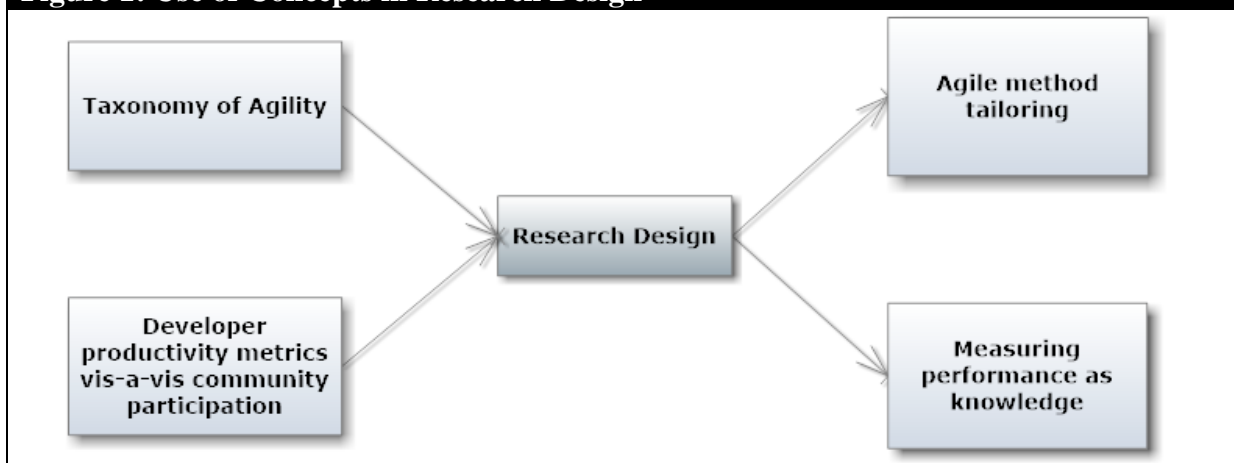 Taxonomy of Agility
Agile method
tailoring
Research Design
Developer
productivity metrics
vis-a-vis community
participation
Measuring
performance as
knowledge